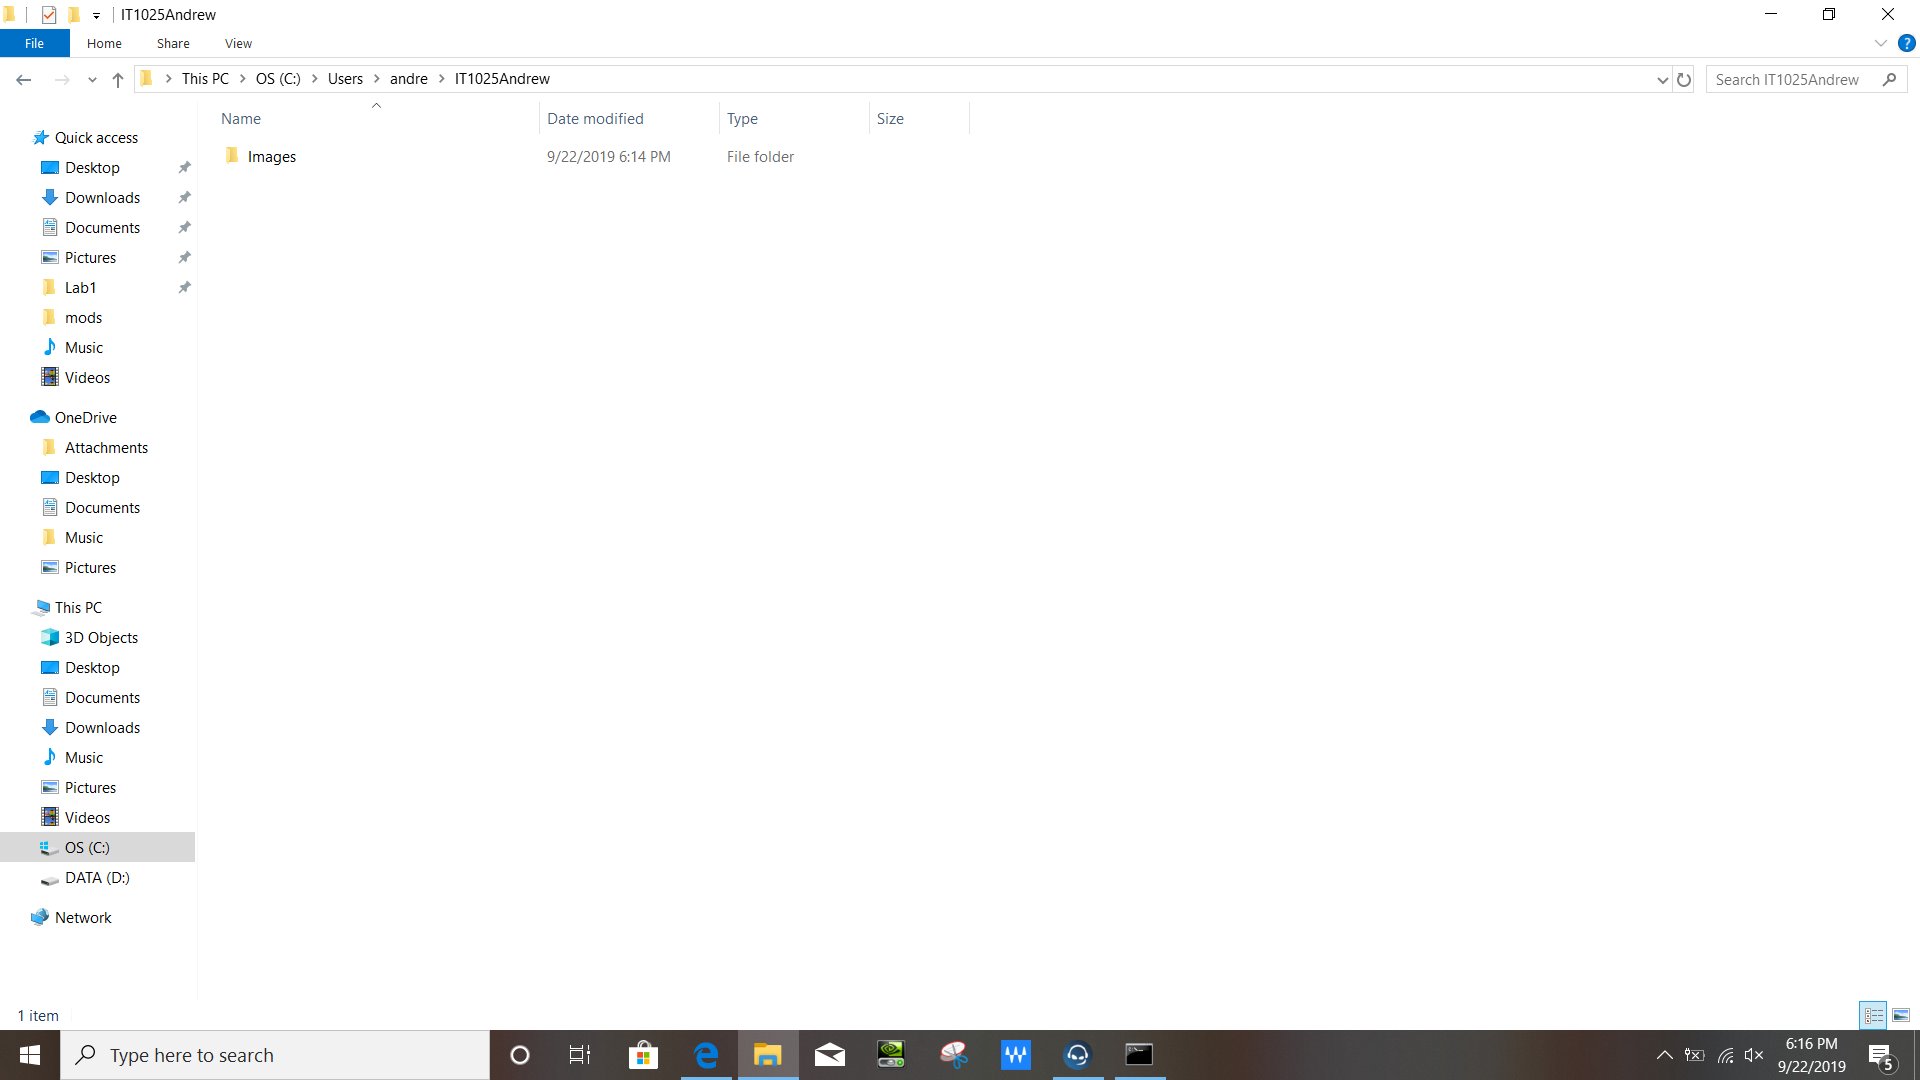 IT1025Andrew
File Home Share View
This PC OS (C:) Users andre IT1025Andrew Search IT1025Andrew
Name Date modified Type Size
Images 9/22/2019 6:14 PM File folder
Quick access
Desktop
Downloads
Documents
Pictures
Lab1
mods
Music
Videos
OneDrive
Attachments
Desktop
Documents
Music
Pictures
This PC
3D Objects
Desktop
Documents
Downloads
Music
Pictures
Videos
OS (C:)
DATA (D:)
Network
1 item
Type here to search
6:16 PM
9/22/2019
5